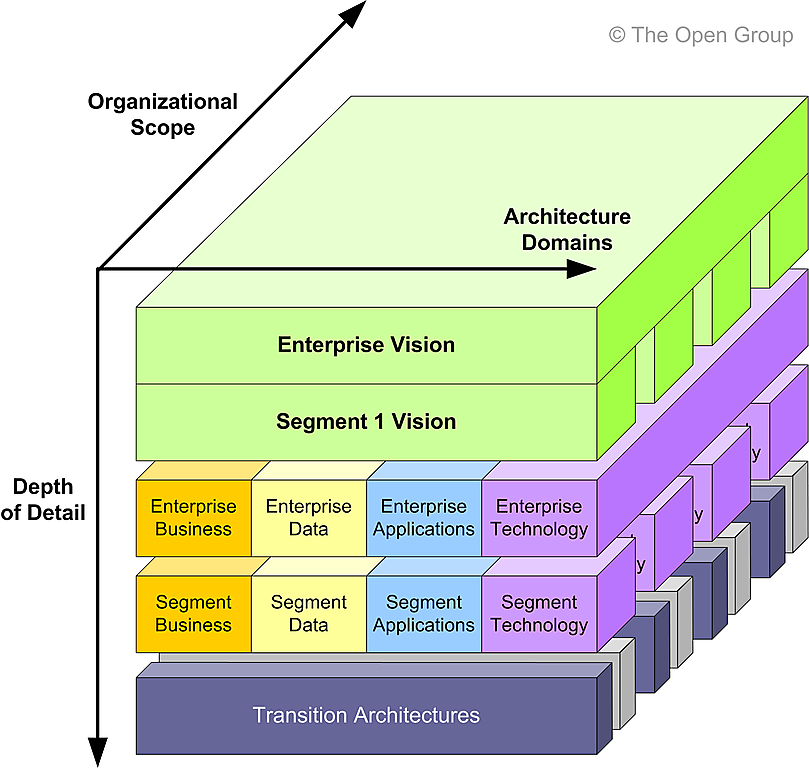 © The Open Group
Organizational
Scope
Architecture
Domains
Enterprise Vision
Segment 1 Vision
Depth
of Detail
Enterprise
Business
Enterprise
Data
Enterprise
Applications
Enterprise
Technology
Segment
Business
Segment
Data
Segment
Applications
Segment
Technology
y
y
y
Transition Architectures